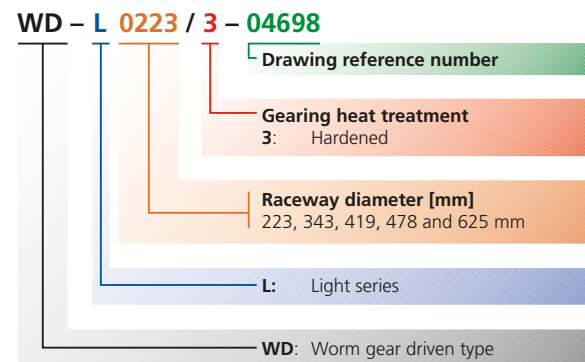 WD – L 0223 / 3 – 04698
Drawing reference number
Gearing heat treatment
3: Hardened
Raceway diameter [mm]
223, 343, 419, 478 and 625 mm
L: Light series
WD: Worm gear driven type